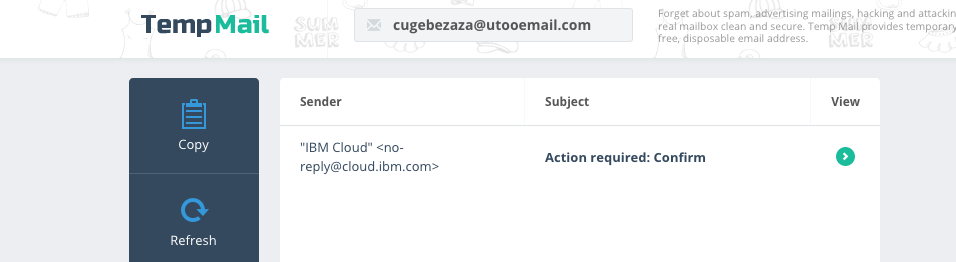 TempMail
cugebezaza@utooemail.com
Forget about spam, advertising mailings, hacking and attackin
real mailbox clean and secure. Temp Mail provides temporary
free, disposable email address.
SUM
MER
Copy
Refresh
Sender Subject View
"IBM Cloud" <no-
reply@cloud.ibm.com>
Action required: Confirm